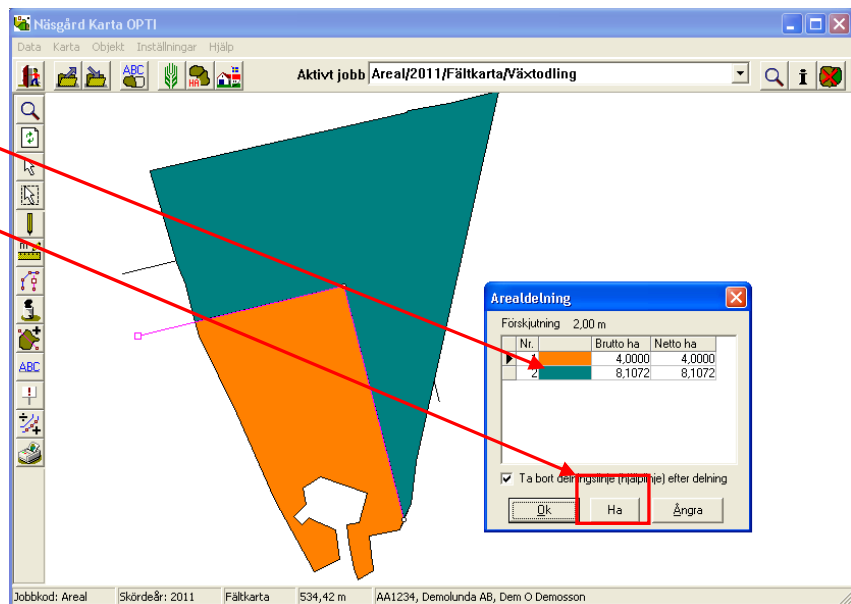 Näsgård Karta OPTI
Data Karta Objekt Inställningar Hjälp
ABC HA Aktivt jobb Areal/2011/Fältkarta/Växtodling i
m
ABC
Arealdelning
Förskjutning 2,00 m
Nr. Brutto ha Netto ha
1 4,0000 4,0000
2 8,1072 8,1072
Ta bort delningslinje (hjälplinje) efter delning
Ok Ha Ångra
Jobbkod: Areal Skördeår: 2011 Fältkarta 534,42 m AA1234, Demolunda AB, Dem O Demosson